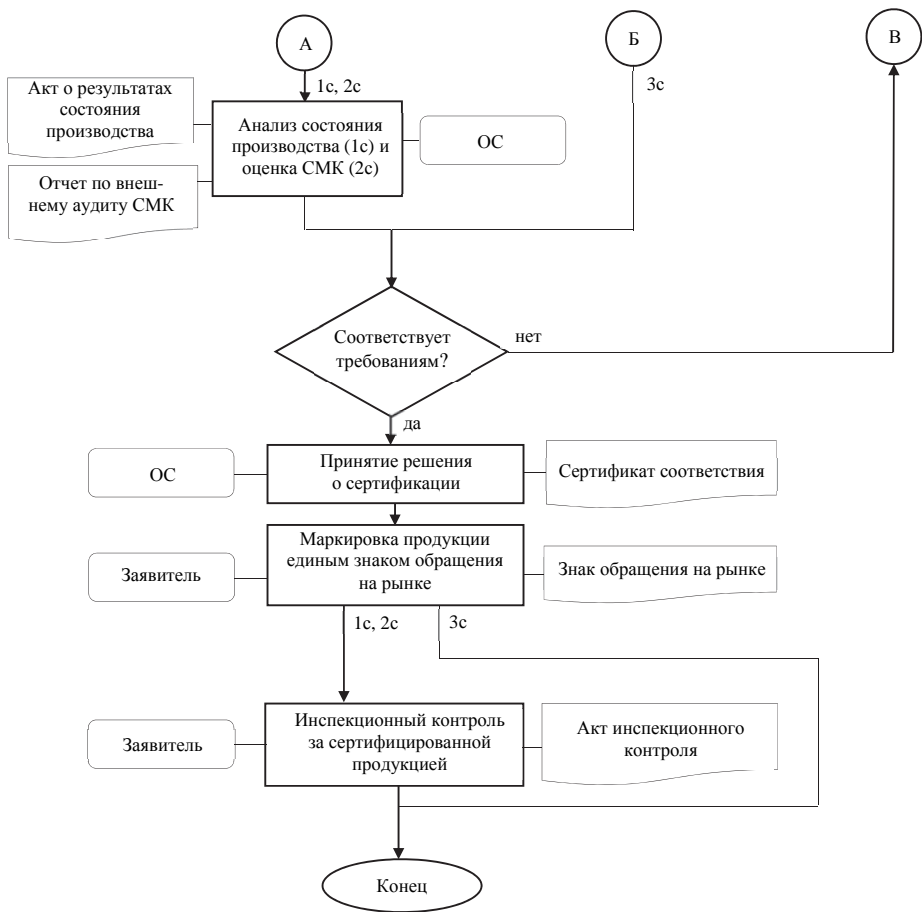 А
Б
В
1с, 2с
3с
Акт о результатах
состояния
производства
Анализ состояния
производства (1с) и
оценка СМК (2с)
ОС
Отчет по внеш-
нему аудиту СМК
Соответствует
требованиям?
нет
да
ОС
Принятие решения
о сертификации
Сертификат соответствия
Маркировка продукции
единым знаком обращения
на рынке
Заявитель
Знак обращения на рынке
1с, 2с
3с
Инспекционный контроль
за сертифицированной
продукцией
Заявитель
Акт инспекционного
контроля
Конец